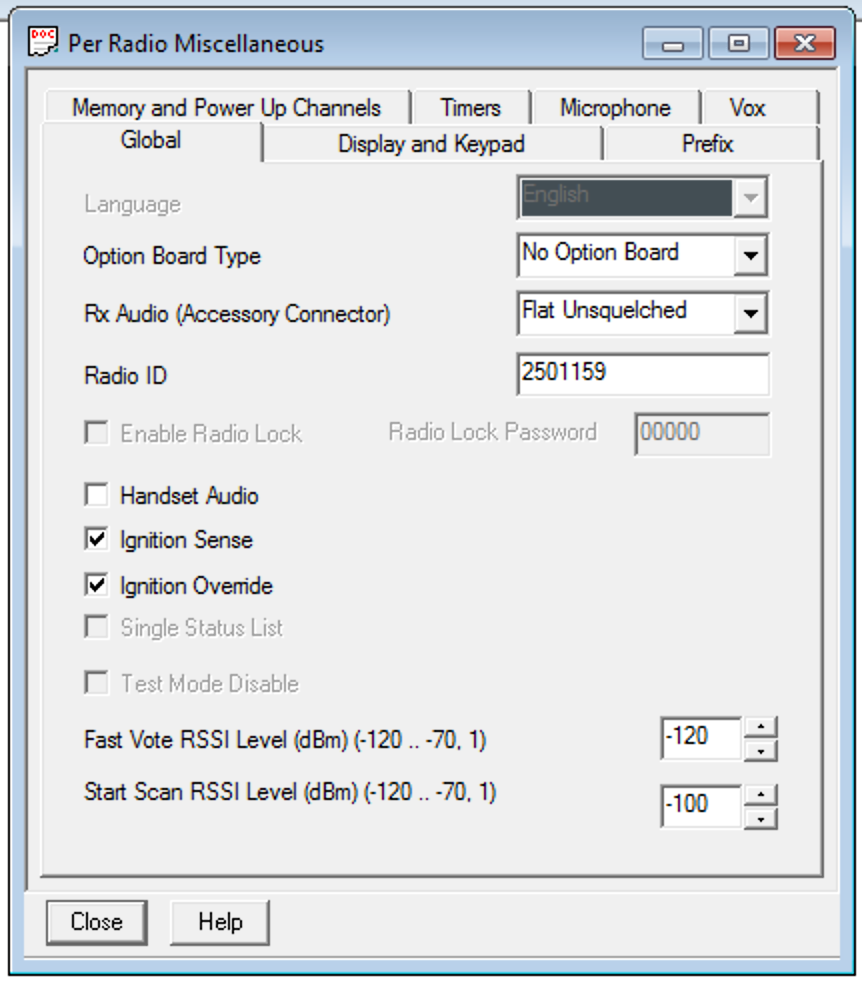 DOC Per Radio Miscellaneous
Memory and Power Up Channels Timers Microphone Vox
Global Display and Keypad Prefix
Language English
Option Board Type No Option Board
Rx Audio (Accessory Connector) Flat Unsquelched
Radio ID 2501159
Enable Radio Lock Radio Lock Password 00000
Handset Audio
Ignition Sense
Ignition Override
Single Status List
Test Mode Disable
Fast Vote RSSI Level (dBm) (-120 .. -70, 1) -120
Start Scan RSSI Level (dBm) (-120 .. -70, 1) -100
Close Help